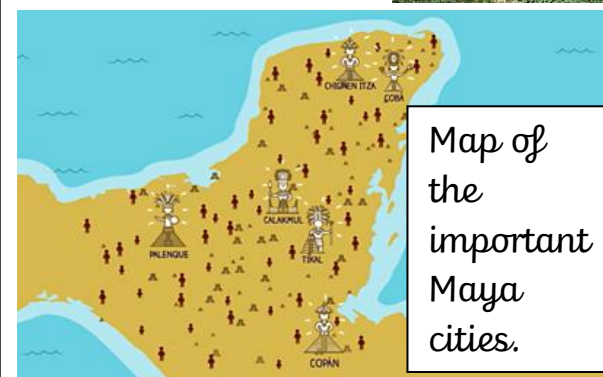 CHICHEN ITZA
COBA
CALAKMUL
TIKAL
PALENQUE
COPÁN
Map of
the
important
Maya
cities.